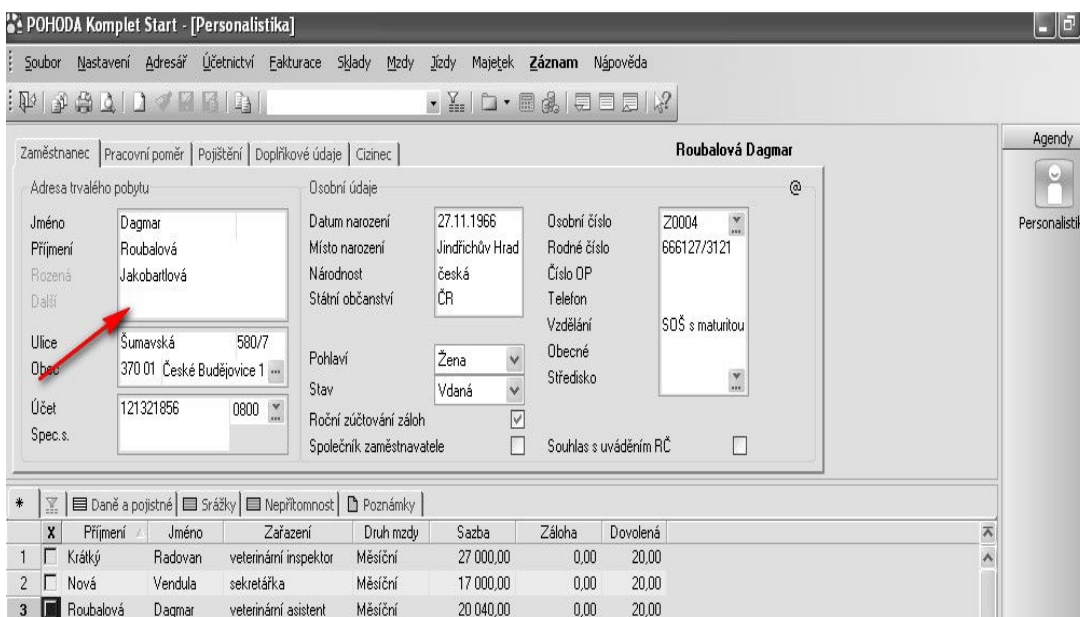 POHODA Komplet Start - [Personalistika]
Soubor Nastavení Adresář Účetnictví Fakturace Sklady Mzdy Jízdy Majetek Záznam Nápověda
Zaměstnanec Pracovní poměr Pojištění Doplňkové údaje Cizinec Roubalová Dagmar
Agendy
Adresa trvalého pobytu Osobní údaje @
Jméno Dagmar Datum narození 27.11.1966 Osobní číslo Z0004
Příjmení Roubalová Místo narození Jindřichův Hrad Rodné číslo 666127/3121
Personalistik
Rozená Jakobartlová Národnost česká Číslo OP
Další Státní občanství ČR Telefon
Vzdělání SOŠ s maturitou
Ulice Šumavská 580/7
Obec 370 01 České Budějovice 1 ... Pohlaví Žena Obecné
Stav Vdaná Středisko
Účet 121321856 0800 Roční zúčtování záloh
Spec.s. Společník zaměstnavatele Souhlas s uváděním RČ
* Daně a pojistné Srážky Nepřítomnost Poznámky
X Příjmení Jméno Zařazení Druh mzdy Sazba Záloha Dovolená
1 Krátký Radovan veterinární inspektor Měsíční 27 000,00 0,00 20,00
2 Nová Vendula sekretářka Měsíční 17 000,00 0,00 20,00
3 Roubalová Dagmar veterinární asistent Měsíční 20 040,00 0,00 20,00